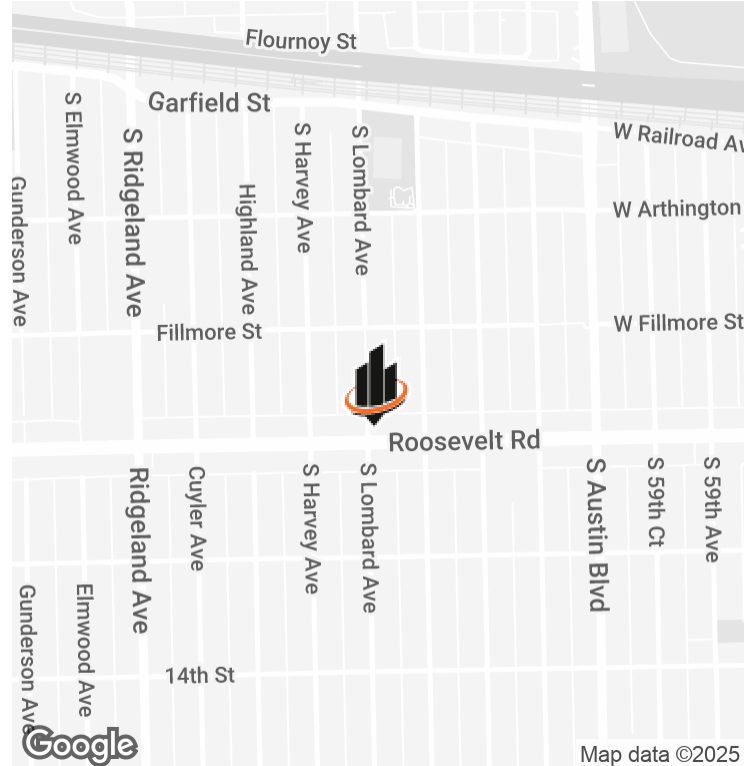 Flournoy St
Garfield St
S Elmwood Ave
S Ridgeland Ave
S Harvey Ave
S Lombard Ave
W Railroad Av
Gunderson Ave
Highland Ave
W Arthington
Fillmore St
W Fillmore St
Roosevelt Rd
Ridgeland Ave
Cuyler Ave
S Harvey Ave
S Lombard Ave
S Austin Blvd
S 59th Ct
S 59th Ave
Gunderson Ave
Elmwood Ave
14th St
Google
Map data ©2025